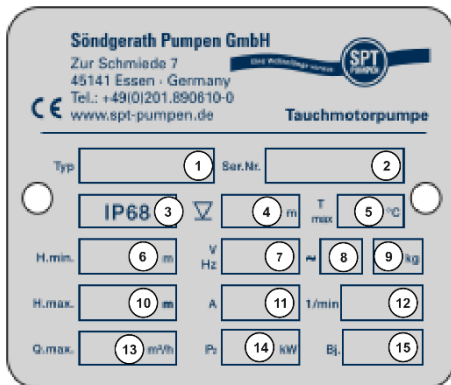 Söndgerath Pumpen GmbH
Zur Schmiede 7
45141 Essen · Germany
Tel.: +49(0)201.890610-0
www.spt-pumpen.de
SPT
PUMPEN
CE
Tauchmotorpumpe
Typ 1 Ser.Nr. 2
IP68 3 4 m T max 5 °C
H.min. 6 m V Hz 7 ~ 8 9 kg
H.max. 10 m A 11 1/min 12
Q.max. 13 m³/h P₂ 14 kW Bj. 15